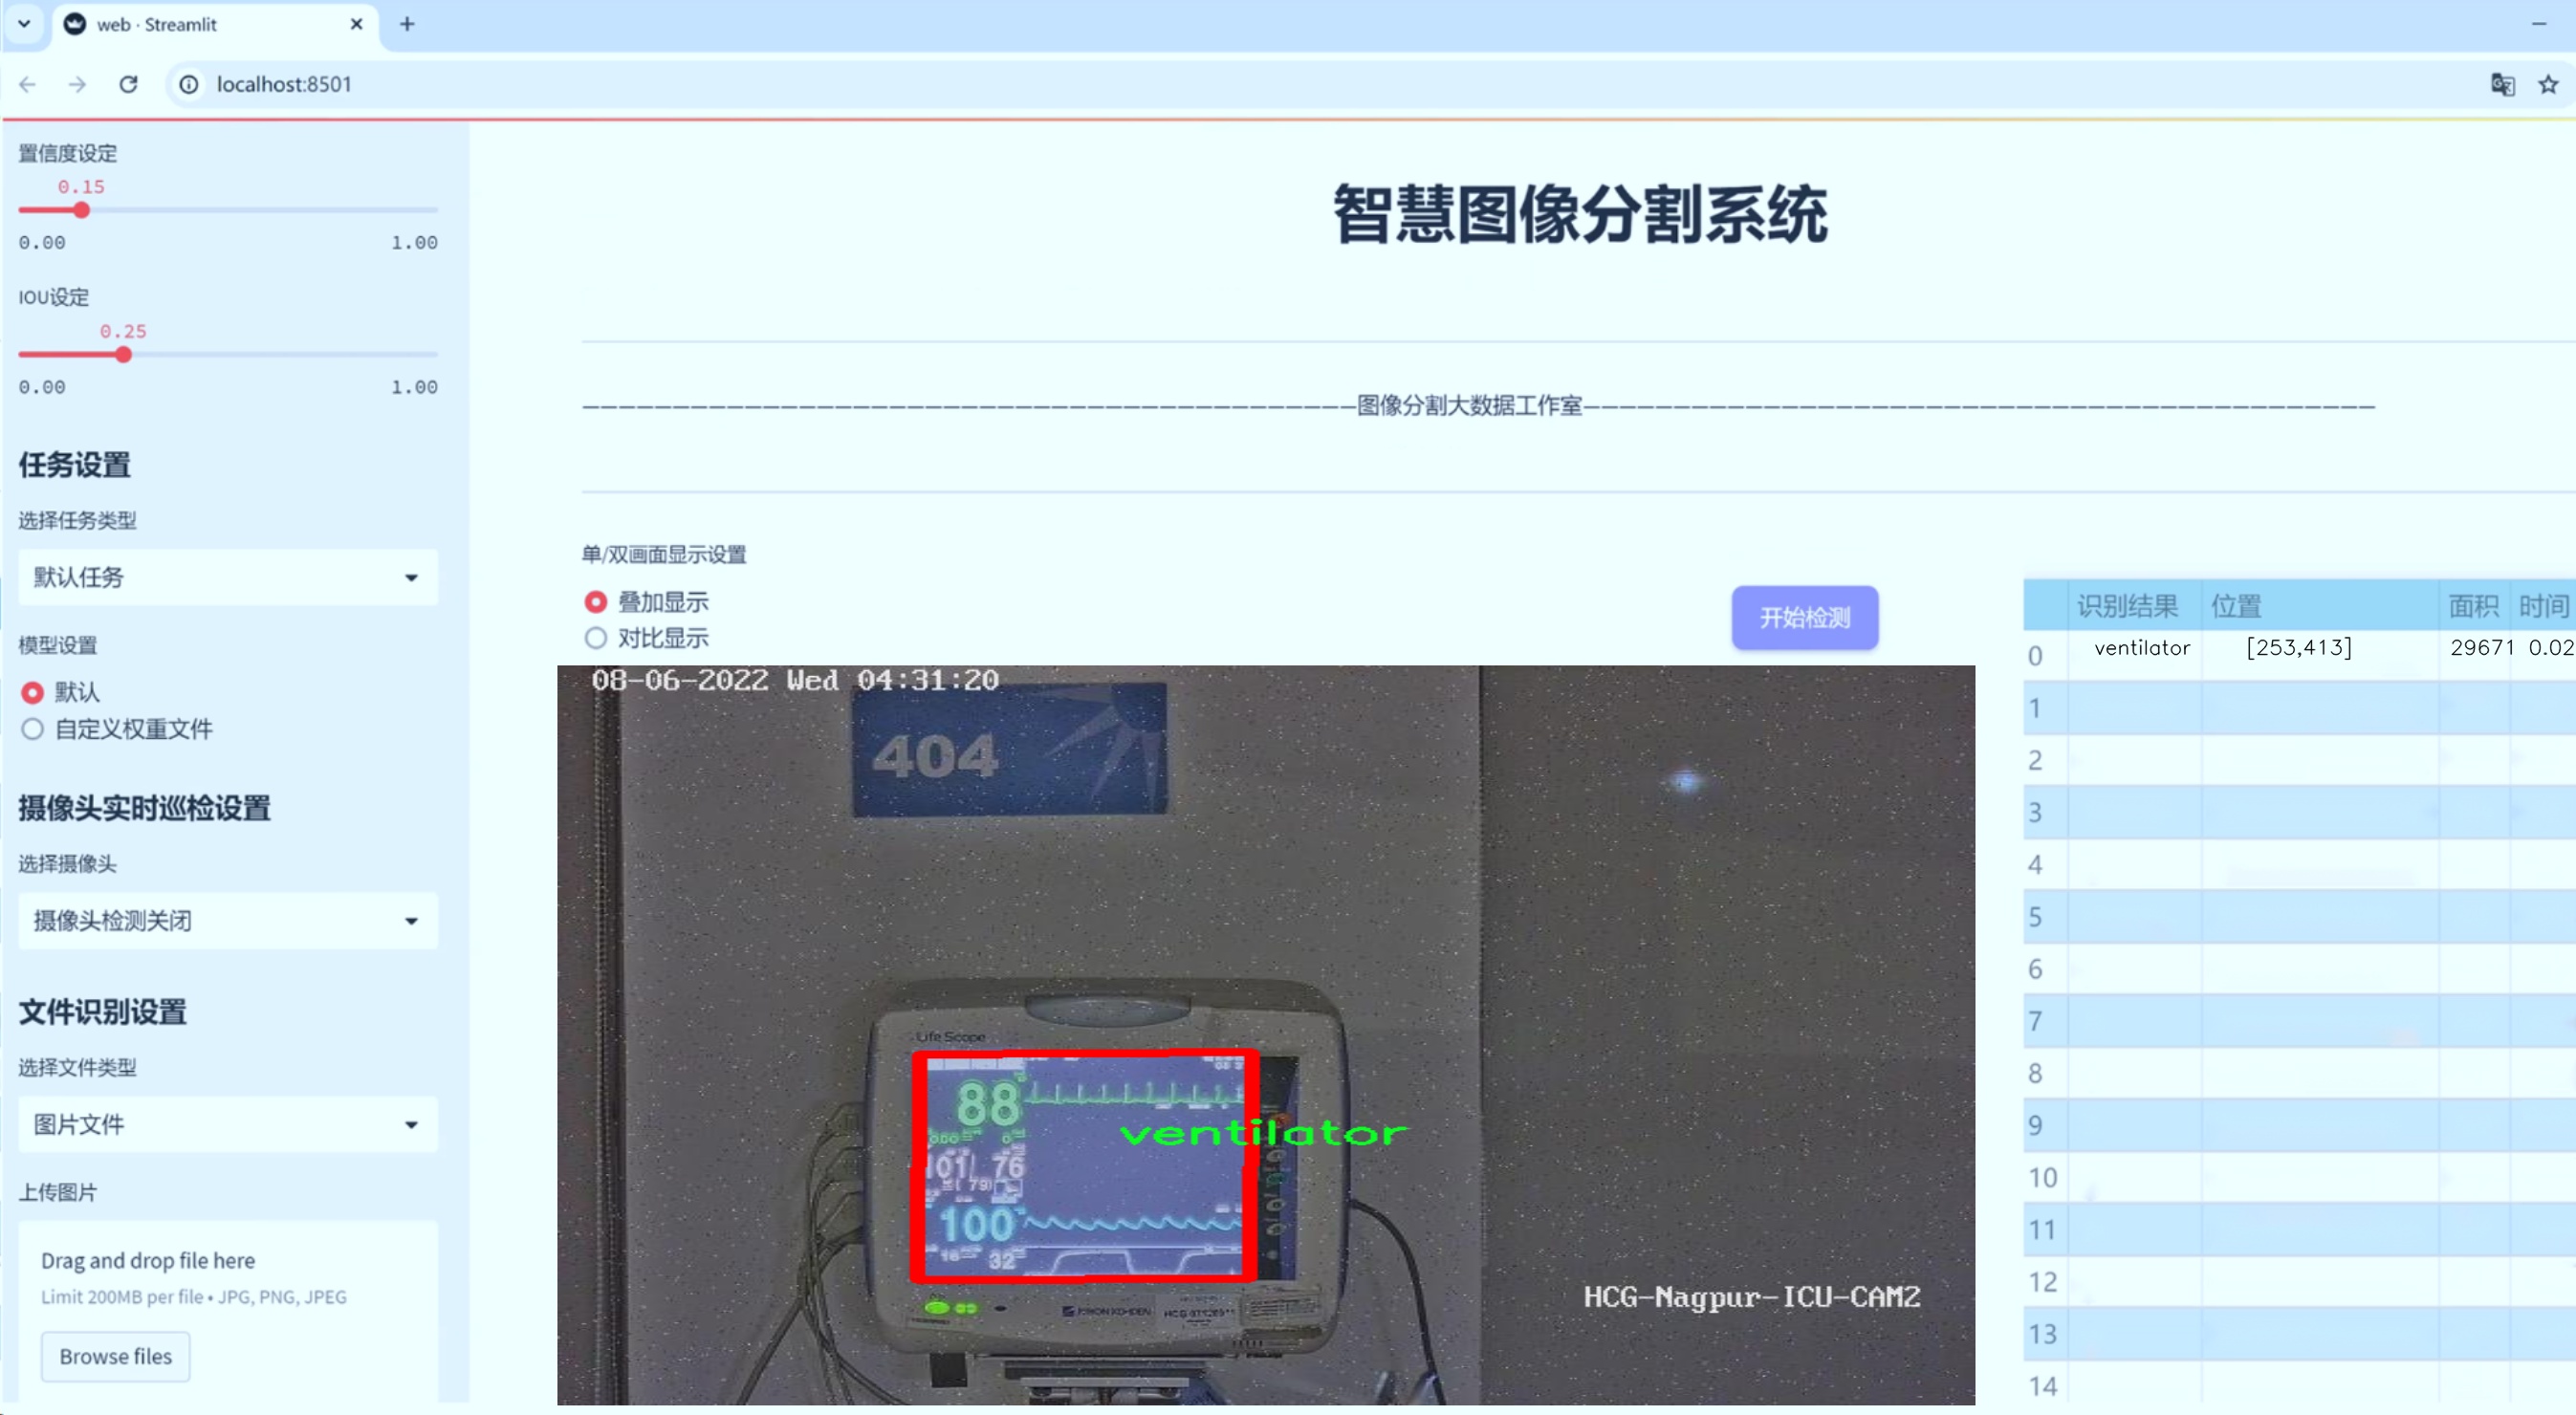 web · Streamlit
localhost:8501
置信度设定
0.15
0.00 1.00
IOU设定
0.25
0.00 1.00
任务设置
选择任务类型
默认任务
模型设置
默认
自定义权重文件
摄像头实时巡检设置
选择摄像头
摄像头检测关闭
文件识别设置
选择文件类型
图片文件
上传图片
Drag and drop file here
Limit 200MB per file • JPG, PNG, JPEG
Browse files
智慧图像分割系统
图像分割大数据工作室
单/双画面显示设置
叠加显示
对比显示
开始检测
08-06-2022 Wed 04:31:20
404
Life Scope
88
ventilator
101 76
79
100
16 32
HCG-Nagpur-ICU-CAM2
识别结果 位置 面积 时间
0 ventilator [253,413] 29671 0.02
1
2
3
4
5
6
7
8
9
10
11
12
13
14